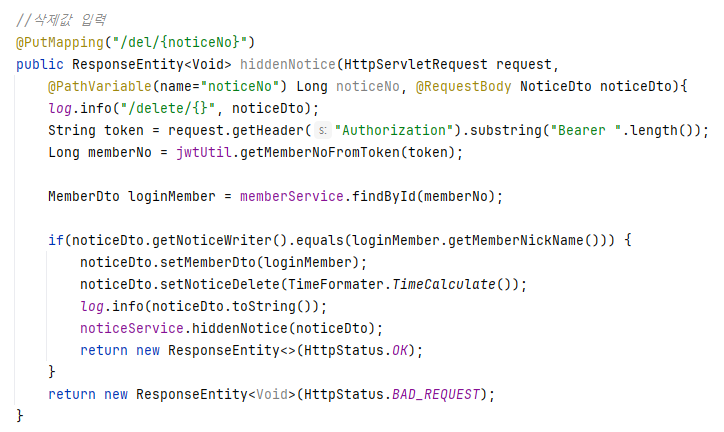 //삭제값 입력
@PutMapping("/del/{noticeNo}")
public ResponseEntity<Void> hiddenNotice(HttpServletRequest request,
    @PathVariable(name="noticeNo") Long noticeNo, @RequestBody NoticeDto noticeDto){
    log.info("/delete/{}", noticeDto);
    String token = request.getHeader( s: "Authorization").substring("Bearer ".length());
    Long memberNo = jwtUtil.getMemberNoFromToken(token);

    MemberDto loginMember = memberService.findById(memberNo);

    if(noticeDto.getNoticeWriter().equals(loginMember.getMemberNickName())) {
        noticeDto.setMemberDto(loginMember);
        noticeDto.setNoticeDelete(TimeFormater.TimeCalculate());
        log.info(noticeDto.toString());
        noticeService.hiddenNotice(noticeDto);
        return new ResponseEntity<>(HttpStatus.OK);
    }
    return new ResponseEntity<Void>(HttpStatus.BAD_REQUEST);
}